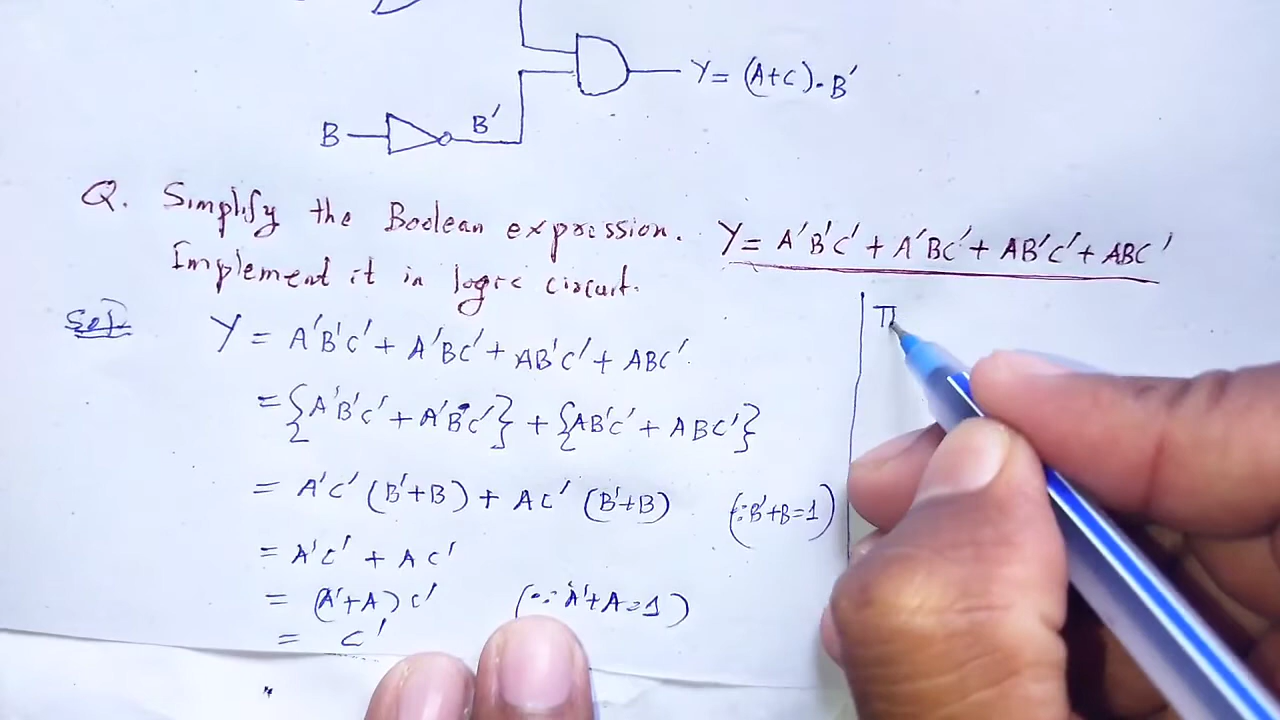 Y = (A+C).B'
B B'
Q. Simplify the Boolean expression. Y = A'B'C' + A'BC' + AB'C' + ABC'
Implement it in logic circuit.
Sol. Y = A'B'C' + A'BC' + AB'C' + ABC'.
= {A'B'C' + A'BC'} + {AB'C' + ABC'}
= A'C' (B'+B) + AC' (B'+B) (∵ B'+B=1)
= A'C' + AC'
= (A'+A) C' (∵ A'+A=1)
= C'